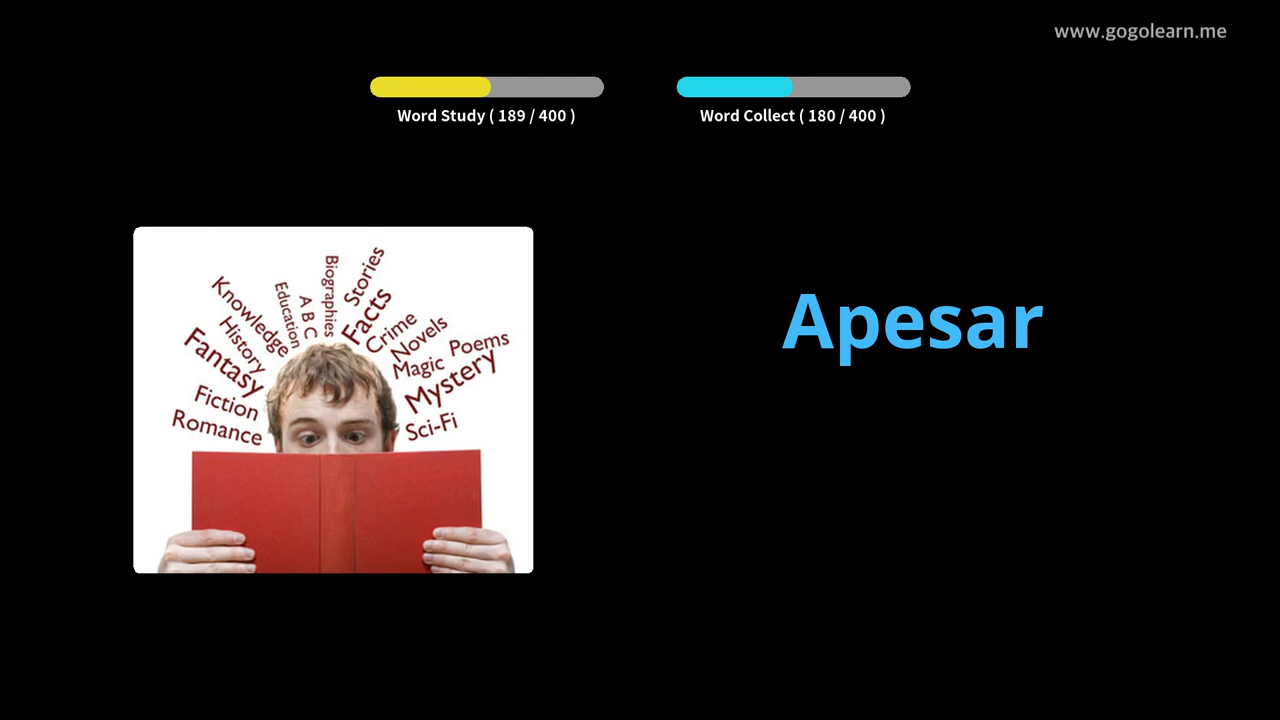 www.gogolearn.me
Word Study ( 189 / 400 )
Word Collect ( 180 / 400 )
Apesar
Biographies
Stories
Education
A B C
Facts
Knowledge
History
Crime
Novels
Poems
Fantasy
Magic
Mystery
Fiction
Romance
Sci-Fi